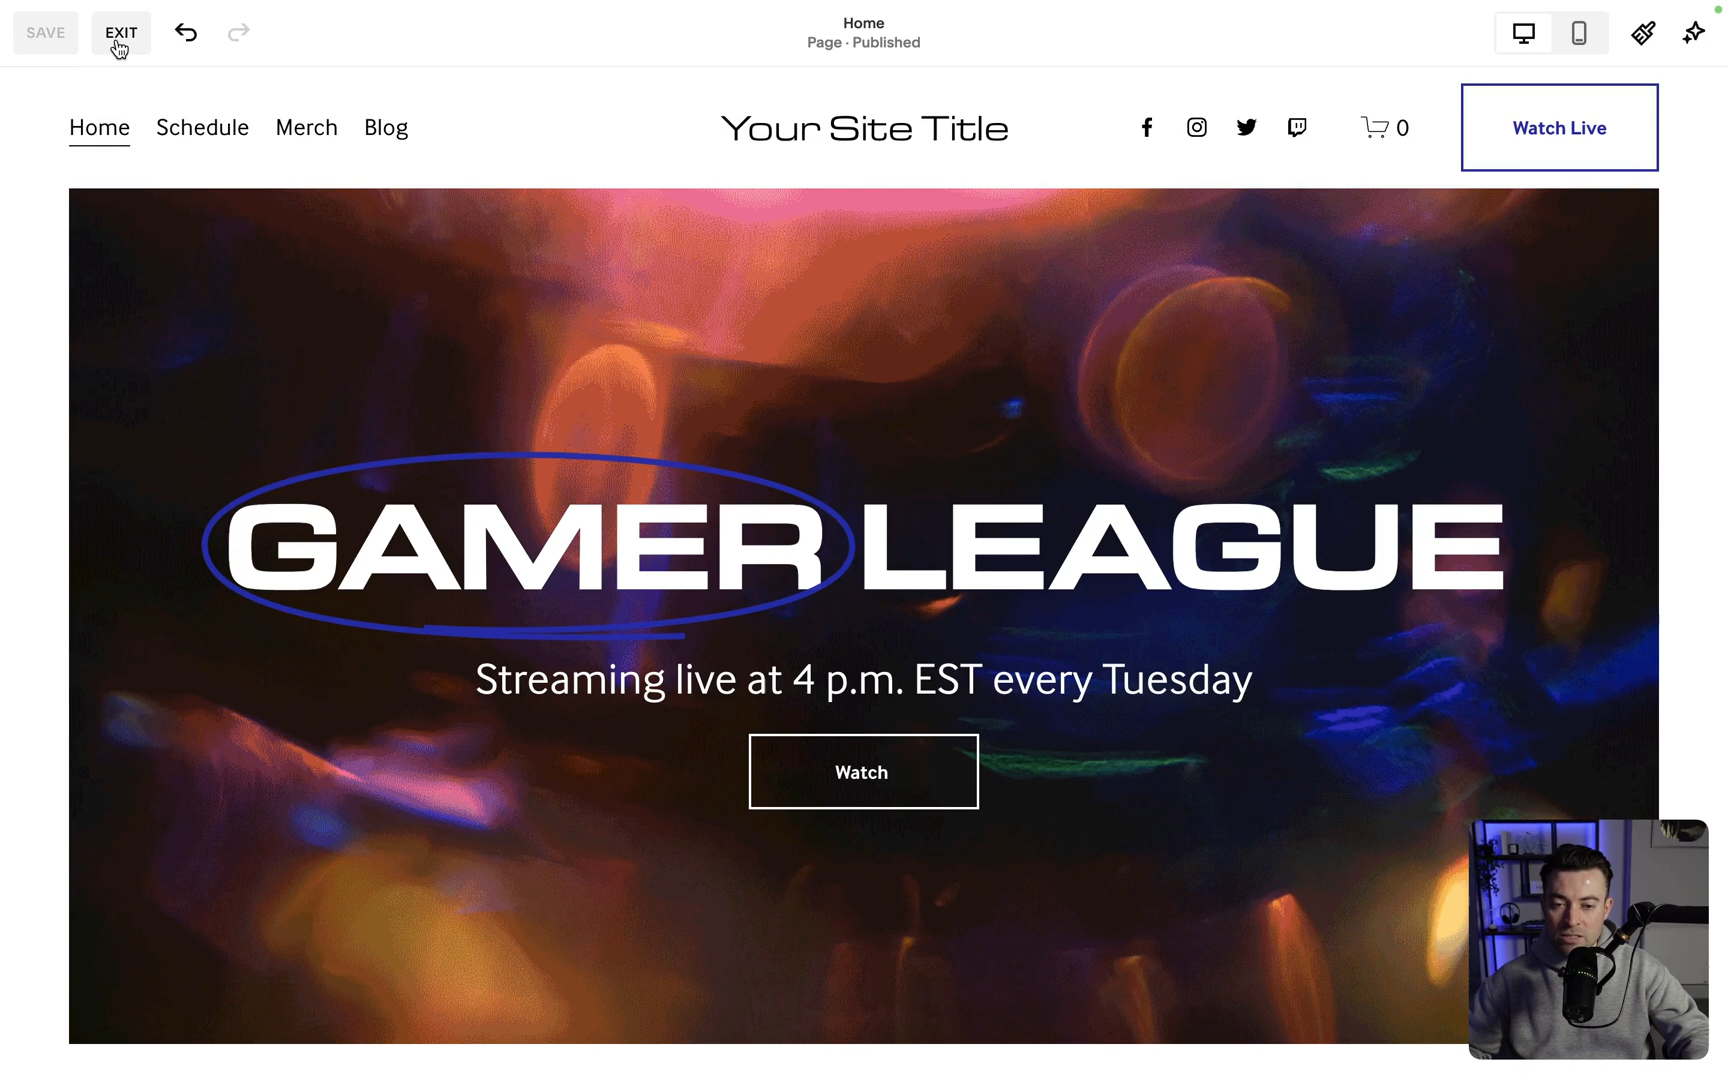 SAVE
EXIT
Home
Page · Published
Home
Schedule
Merch
Blog
Your Site Title
0
Watch Live
GAMER LEAGUE
Streaming live at 4 p.m. EST every Tuesday
Watch